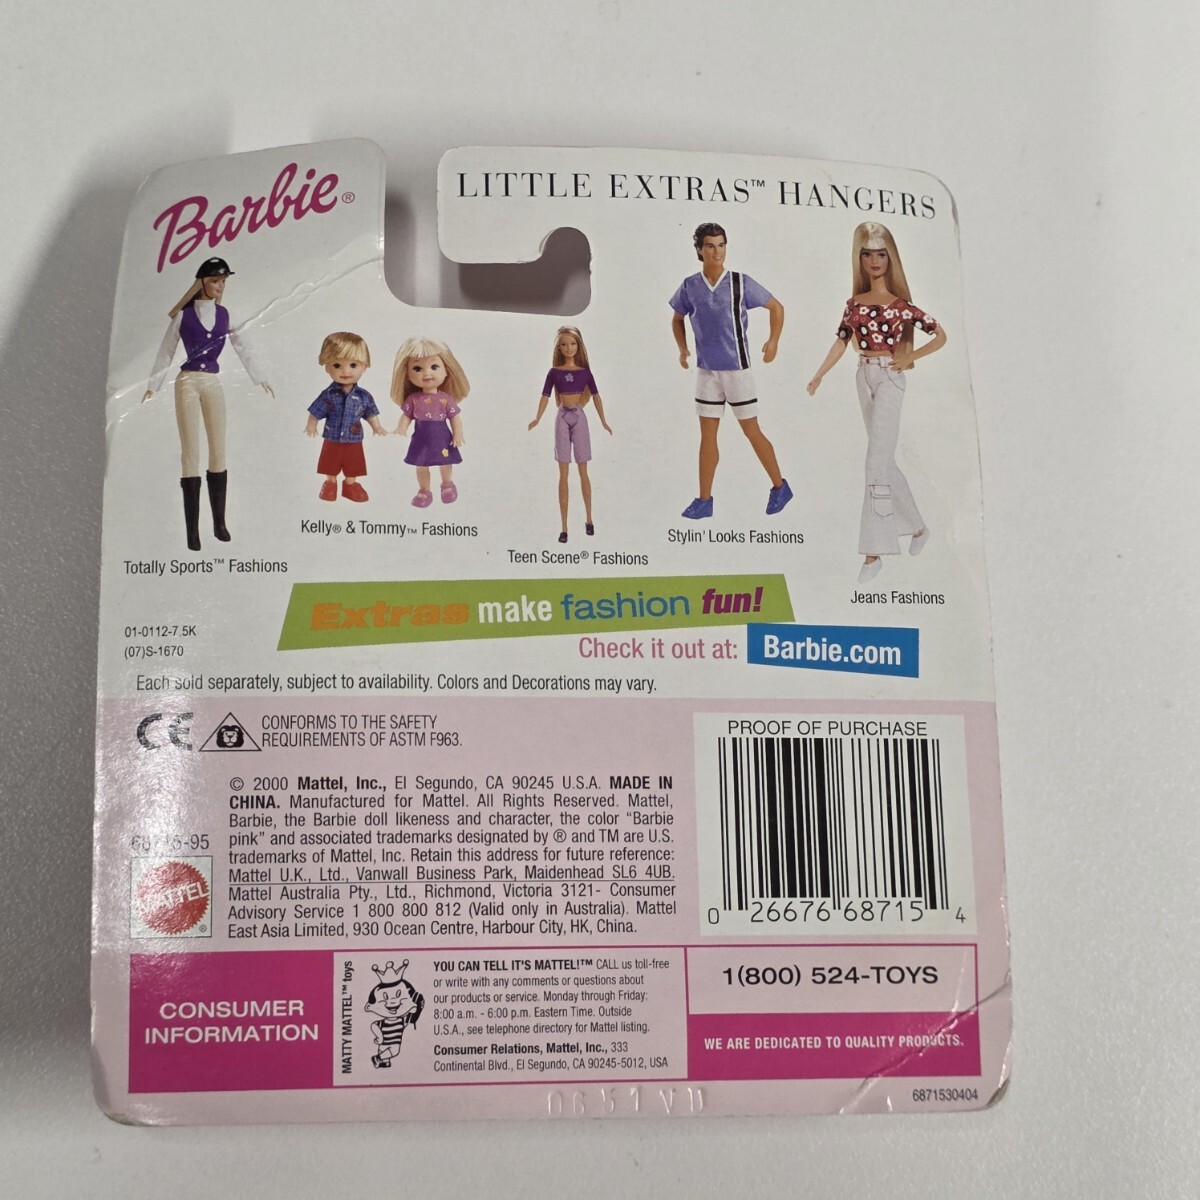 Barbie®
LITTLE EXTRAS™ HANGERS
Totally Sports™ Fashions
Kelly® & Tommy™ Fashions
Teen Scene® Fashions
Stylin' Looks Fashions
Jeans Fashions
Extras make fashion fun!
Check it out at: Barbie.com
01-0112-7.5K
(07)S-1670
Each sold separately, subject to availability. Colors and Decorations may vary.
CE
CONFORMS TO THE SAFETY
REQUIREMENTS OF ASTM F963.
© 2000 Mattel, Inc., El Segundo, CA 90245 U.S.A. MADE IN
CHINA. Manufactured for Mattel. All Rights Reserved. Mattel,
Barbie, the Barbie doll likeness and character, the color "Barbie
pink" and associated trademarks designated by ® and TM are U.S.
trademarks of Mattel, Inc. Retain this address for future reference:
Mattel U.K., Ltd., Vanwall Business Park, Maidenhead SL6 4UB.
Mattel Australia Pty., Ltd., Richmond, Victoria 3121- Consumer
Advisory Service 1 800 800 812 (Valid only in Australia). Mattel
East Asia Limited, 930 Ocean Centre, Harbour City, HK, China.
68715-95
MATTEL®
PROOF OF PURCHASE
0 26676 68715 4
CONSUMER
INFORMATION
MATTY MATTEL™ toys
YOU CAN TELL IT'S MATTEL!™ CALL us toll-free
or write with any comments or questions about
our products or service. Monday through Friday:
8:00 a.m. - 6:00 p.m. Eastern Time. Outside
U.S.A., see telephone directory for Mattel listing.
Consumer Relations, Mattel, Inc., 333
Continental Blvd., El Segundo, CA 90245-5012, USA
1(800) 524-TOYS
WE ARE DEDICATED TO QUALITY PRODUCTS.
6871530404